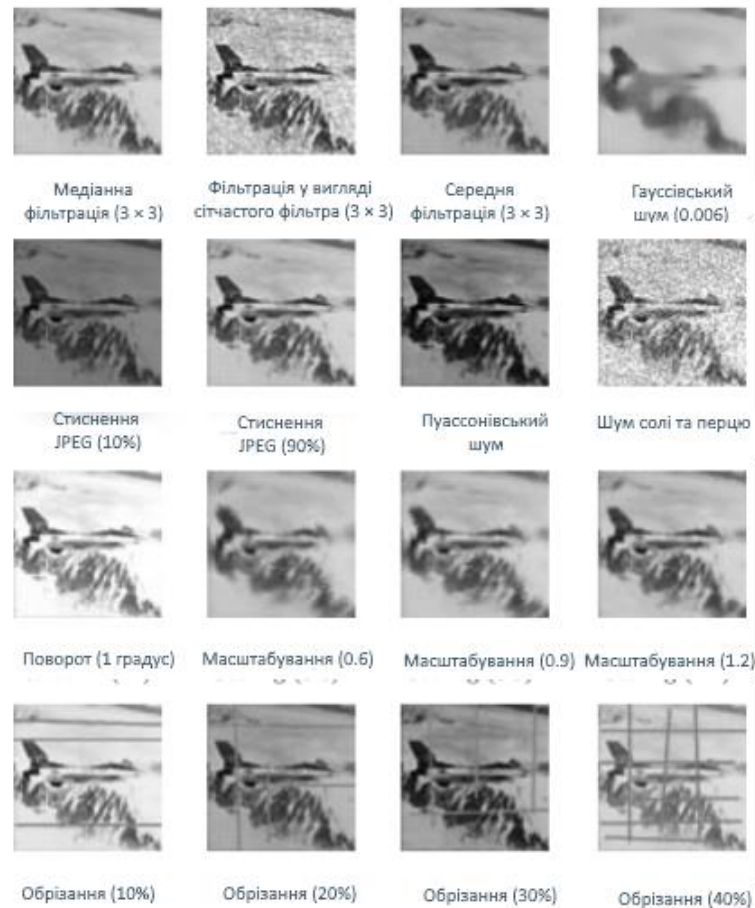 Медіанна
фільтрація (3 × 3)
Фільтрація у вигляді
сітчастого фільтра (3 × 3)
Середня
фільтрація (3 × 3)
Гауссівський
шум (0.006)
Стиснення
JPEG (10%)
Стиснення
JPEG (90%)
Пуассонівський
шум
Шум солі та перцю
Поворот (1 градус)
Масштабування (0.6)
Масштабування (0.9)
Масштабування (1.2)
Обрізання (10%)
Обрізання (20%)
Обрізання (30%)
Обрізання (40%)